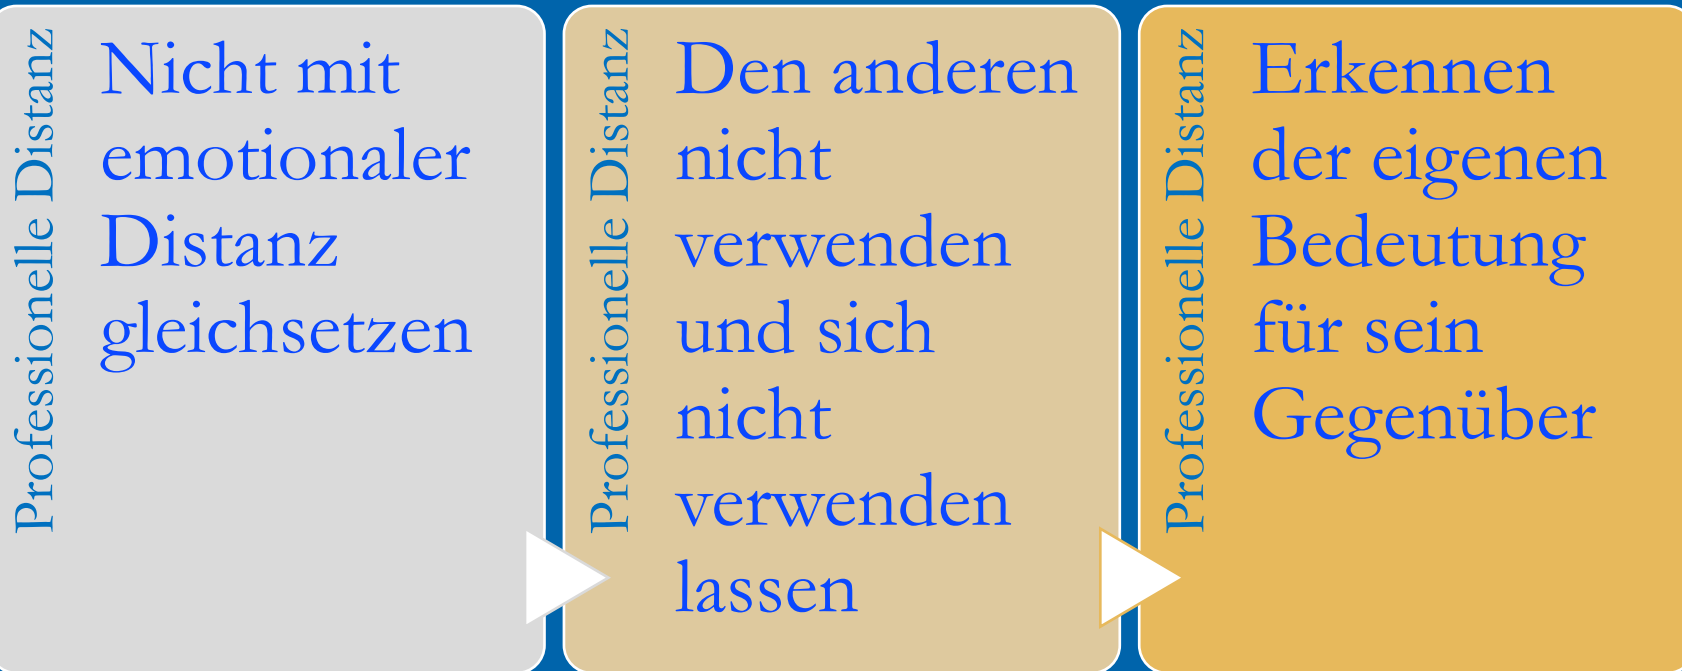 Professionelle Distanz
Nicht mit
emotionaler
Distanz
gleichsetzen
Professionelle Distanz
Den anderen
nicht
verwenden
und sich
nicht
verwenden
lassen
Professionelle Distanz
Erkennen
der eigenen
Bedeutung
für sein
Gegenüber